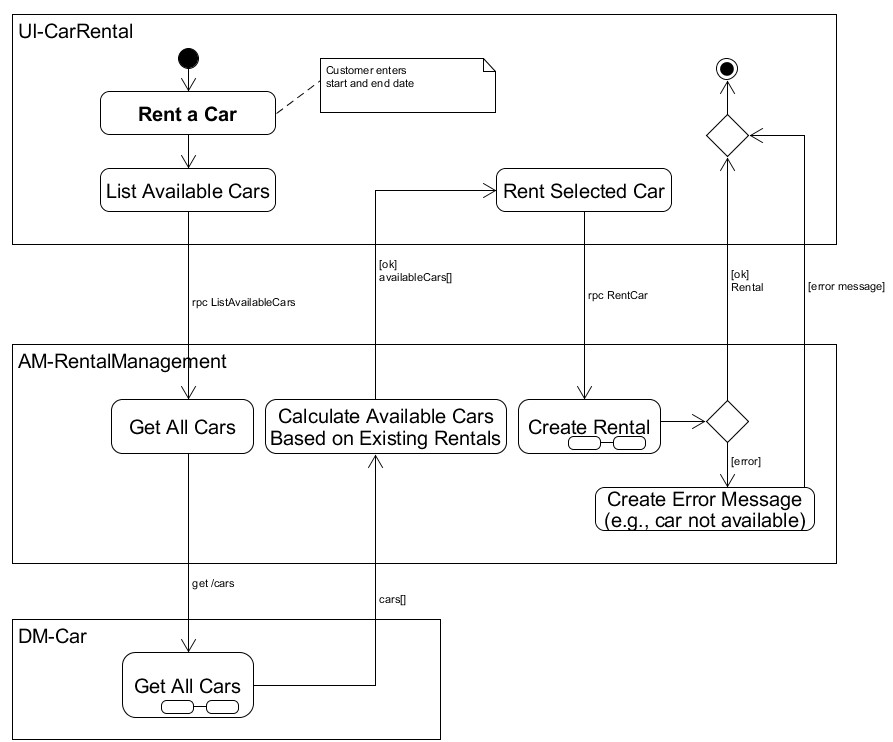 UI-CarRental
Customer enters
start and end date
Rent a Car
List Available Cars
Rent Selected Car
[ok]
availableCars[]
rpc ListAvailableCars
rpc RentCar
[ok]
Rental
[error message]
AM-RentalManagement
Get All Cars
Calculate Available Cars
Based on Existing Rentals
Create Rental
[error]
Create Error Message
(e.g., car not available)
get /cars
cars[]
DM-Car
Get All Cars